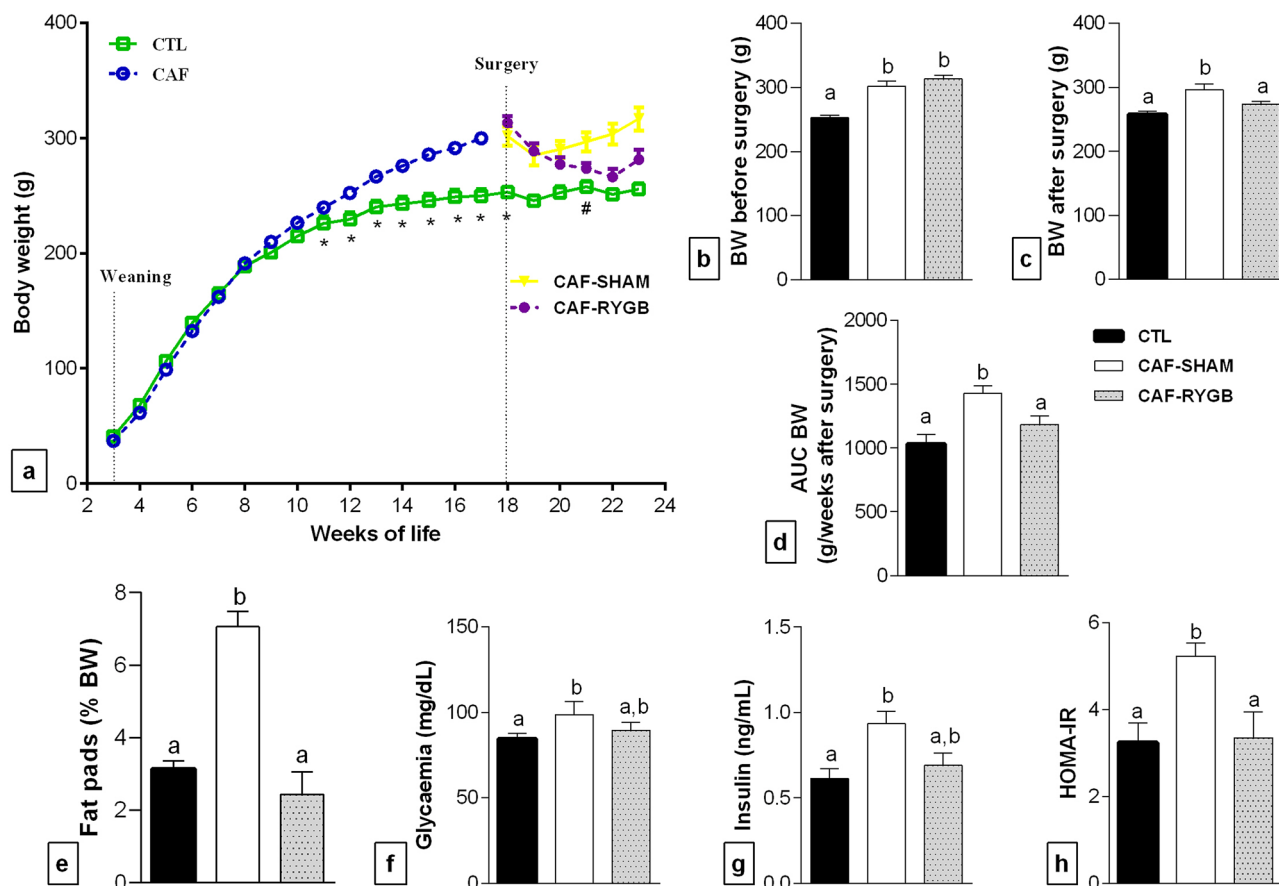 400
300
200
100
0
Body weight (g)
CTL
CAF
Surgery
Weaning
* * * * * * * *
#
CAF-SHAM
CAF-RYGB
2 4 6 8 10 12 14 16 18 20 22 24
Weeks of life
a
400
300
200
100
0
BW before surgery (g)
a b b
b
400
300
200
100
0
BW after surgery (g)
a b a
c
2000
1500
1000
500
0
AUC BW
(g/weeks after surgery)
a b a
d
CTL
CAF-SHAM
CAF-RYGB
8
6
4
2
0
Fat pads (% BW)
a b a
e
150
100
50
0
Glycaemia (mg/dL)
a b a,b
f
1.5
1.0
0.5
0.0
Insulin (ng/mL)
a b a,b
g
6
4
2
0
HOMA-IR
a b a
h